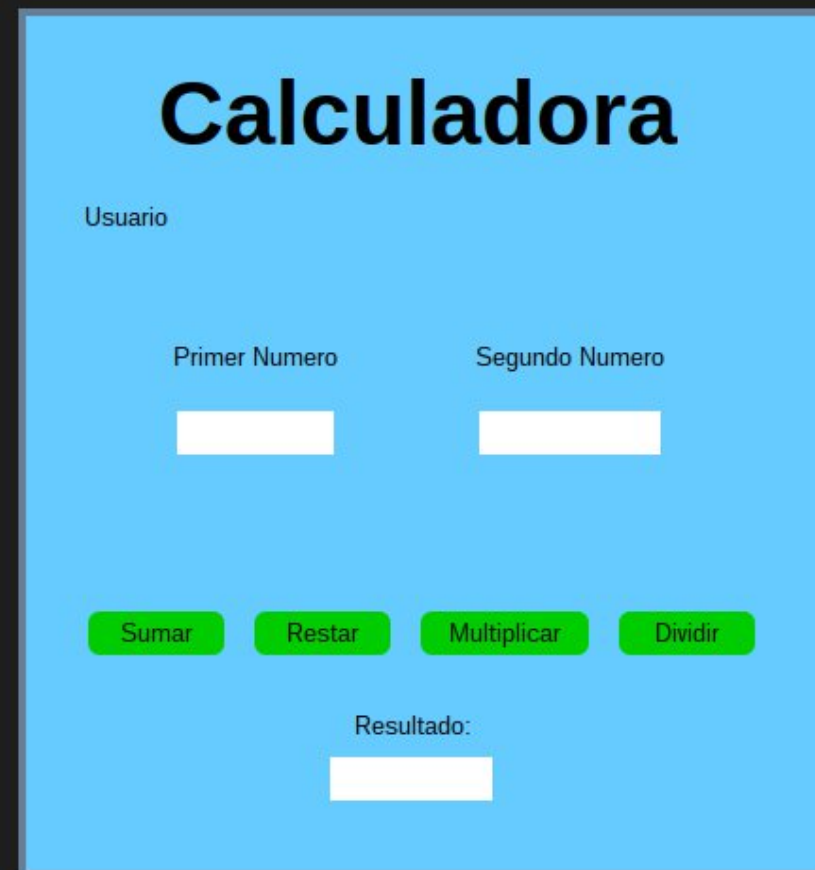 Calculadora
Usuario
Primer Numero Segundo Numero
Sumar Restar Multiplicar Dividir
Resultado: